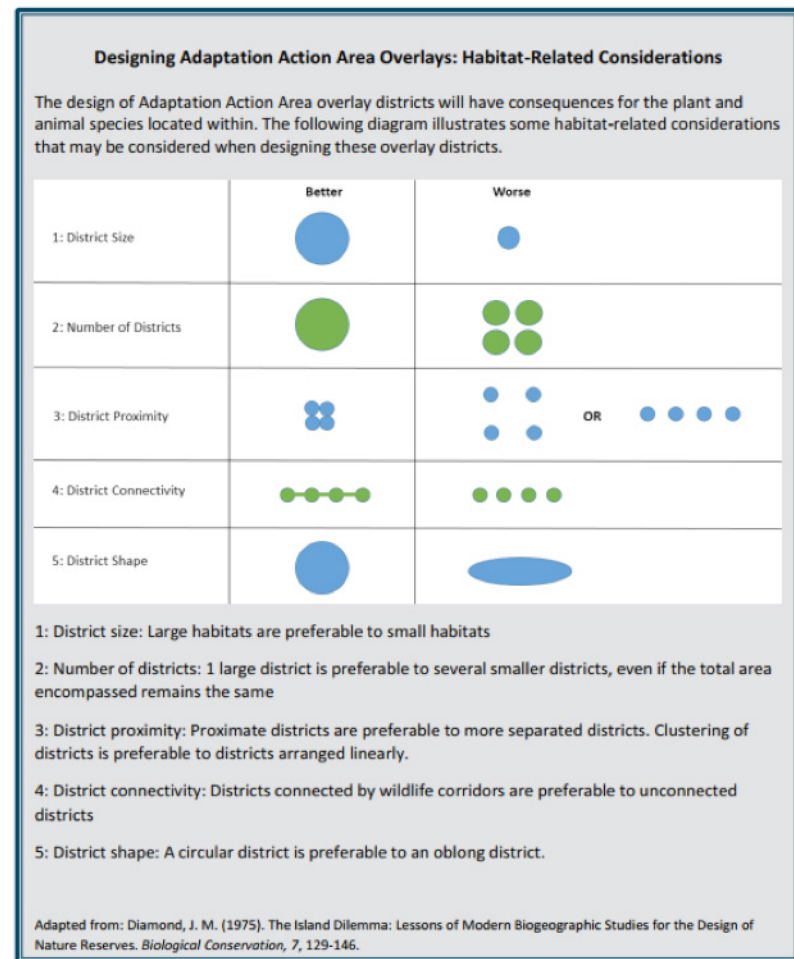 Designing Adaptation Action Area Overlays: Habitat-Related Considerations
The design of Adaptation Action Area overlay districts will have consequences for the plant and
animal species located within. The following diagram illustrates some habitat-related considerations
that may be considered when designing these overlay districts.
Better
Worse
1: District Size
2: Number of Districts
3: District Proximity
OR
4: District Connectivity
5: District Shape
1: District size: Large habitats are preferable to small habitats
2: Number of districts: 1 large district is preferable to several smaller districts, even if the total area
encompassed remains the same
3: District proximity: Proximate districts are preferable to more separated districts. Clustering of
districts is preferable to districts arranged linearly.
4: District connectivity: Districts connected by wildlife corridors are preferable to unconnected
districts
5: District shape: A circular district is preferable to an oblong district.
Adapted from: Diamond, J. M. (1975). The Island Dilemma: Lessons of Modern Biogeographic Studies for the Design of
Nature Reserves. Biological Conservation, 7, 129-146.